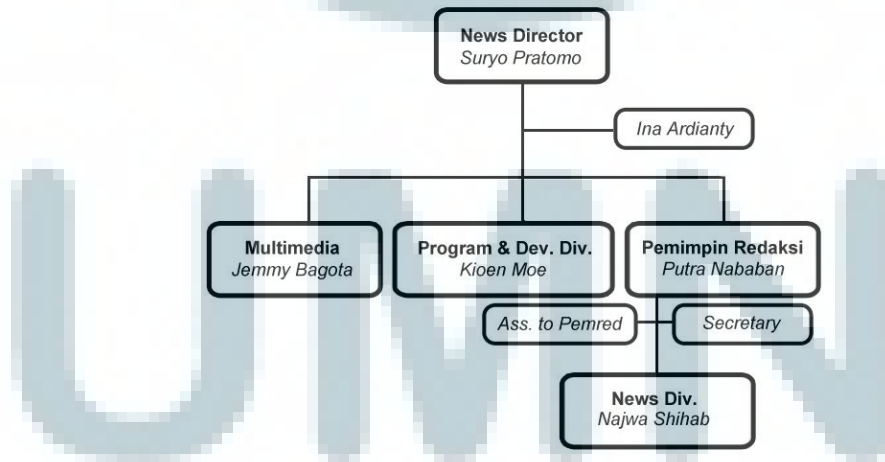 News Director
Suryo Pratomo
Ina Ardianty
Multimedia
Jemmy Bagota
Program & Dev. Div.
Kioen Moe
Pemimpin Redaksi
Putra Nababan
Ass. to Pemred
Secretary
News Div.
Najwa Shihab
UMN